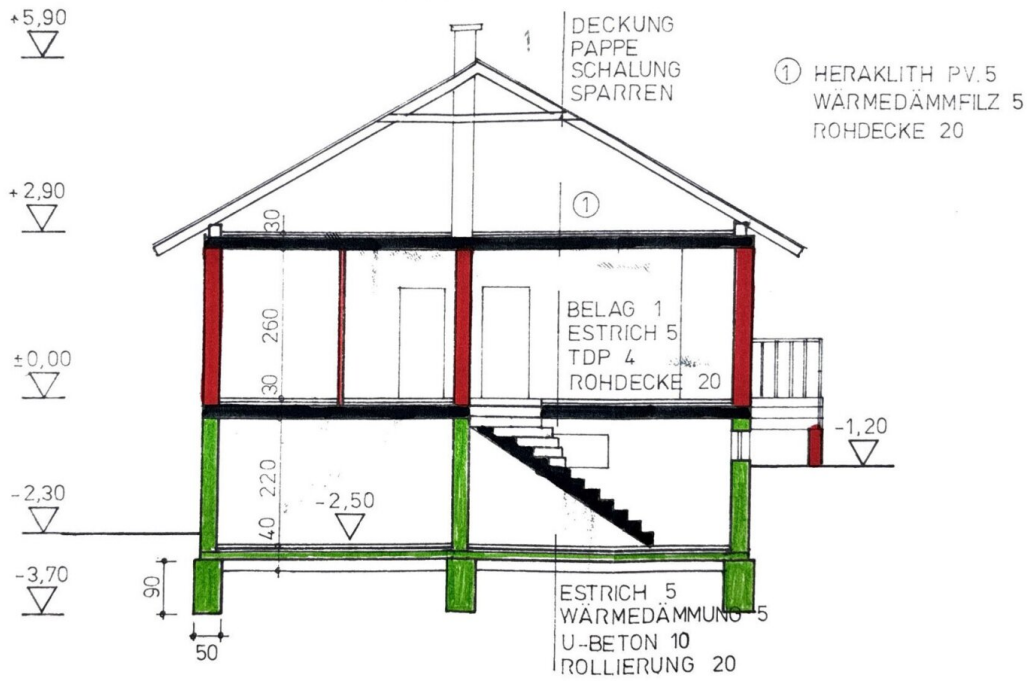 +5,90
1
DECKUNG
PAPPE
SCHALUNG
SPARREN
① HERAKLITH PV.5
WÄRMEDÄMMFILZ 5
ROHDECKE 20
+2,90
30
①
260
BELAG 1
ESTRICH 5
TDP 4
ROHDECKE 20
±0,00
30
-1,20
220
-2,30
-2,50
40
-3,70
90
50
ESTRICH 5
WÄRMEDÄMMUNG 5
U-BETON 10
ROLLIERUNG 20